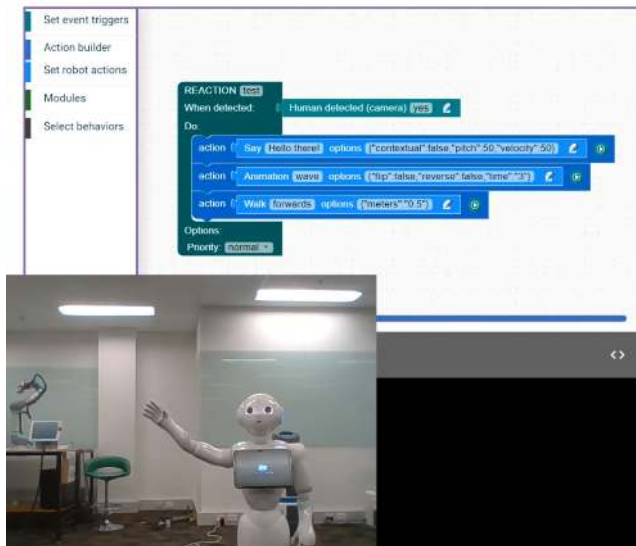 Set event triggers
Action builder
Set robot actions
Modules
Select behaviors
REACTION test
When detected: Human detected (camera) yes
Do:
action Say Hello there! options {"contextual":false,"pitch":50,"velocity":50}
action Animation wave options {"flip":false,"reverse":false,"time":"3"}
action Walk forwards options {"meters":"0.5"}
Options:
Priority: normal
<>